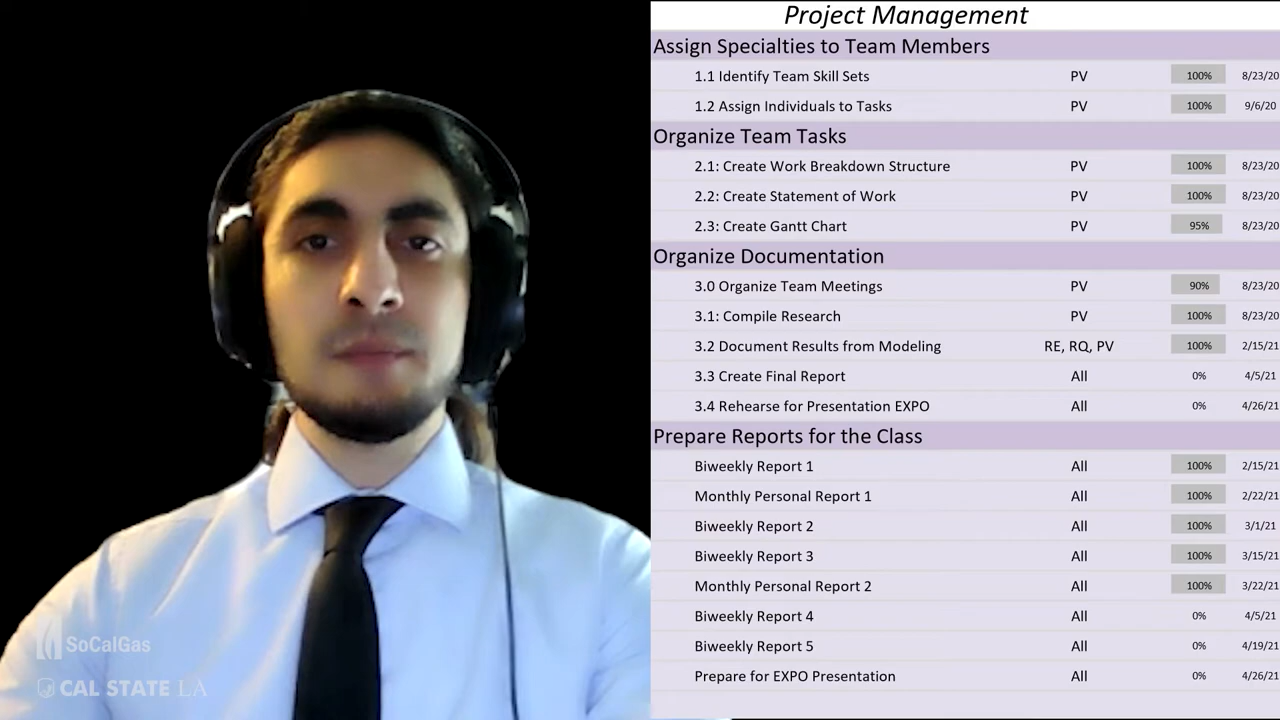 Project Management
Assign Specialties to Team Members
1.1 Identify Team Skill Sets PV 100% 8/23/20
1.2 Assign Individuals to Tasks PV 100% 9/6/20
Organize Team Tasks
2.1: Create Work Breakdown Structure PV 100% 8/23/20
2.2: Create Statement of Work PV 100% 8/23/20
2.3: Create Gantt Chart PV 95% 8/23/20
Organize Documentation
3.0 Organize Team Meetings PV 90% 8/23/20
3.1: Compile Research PV 100% 8/23/20
3.2 Document Results from Modeling RE, RQ, PV 100% 2/15/21
3.3 Create Final Report All 0% 4/5/21
3.4 Rehearse for Presentation EXPO All 0% 4/26/21
Prepare Reports for the Class
Biweekly Report 1 All 100% 2/15/21
Monthly Personal Report 1 All 100% 2/22/21
Biweekly Report 2 All 100% 3/1/21
Biweekly Report 3 All 100% 3/15/21
Monthly Personal Report 2 All 100% 3/22/21
Biweekly Report 4 All 0% 4/5/21
Biweekly Report 5 All 0% 4/19/21
Prepare for EXPO Presentation All 0% 4/26/21
SoCalGas
CAL STATE LA